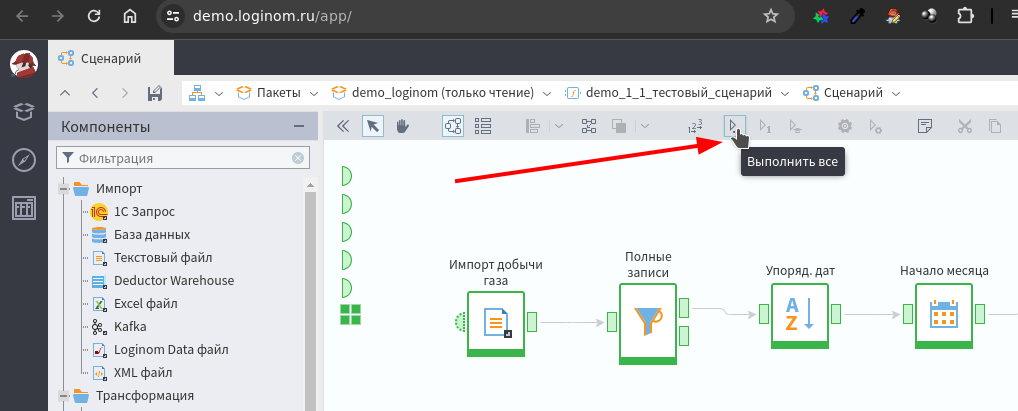 demo.loginom.ru/app/
Сценарий
Пакеты demo_loginom (только чтение) demo_1_1_тестовый_сценарий Сценарий
Компоненты
Выполнить все
Фильтрация
Импорт
1С Запрос
База данных
Текстовый файл
Deductor Warehouse
Excel файл
Kafka
Loginom Data файл
XML файл
Трансформация
Импорт добычи
газа
Полные
записи
Упоряд. дат
Начало месяца
A
Z